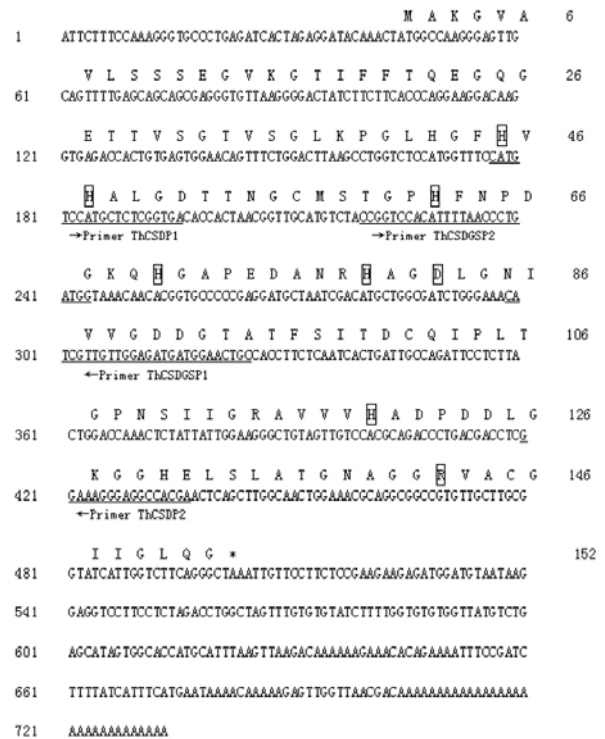 M A K G V A 6
1 ATTCTTTCCAAAGGGTGCCCTGAGATCACTAGAGGATACAAACTATGGCCAAGGGAGTTG
V L S S S E G V K G T I F F T Q E G Q G 26
61 CAGTTTTGAGCAGCAGCGAGGGTGTTAAGGGGACTATCTTCTTCACCCAGGAAGGACAAG
E T T V S G T V S G L K P G L H G F H V 46
121 GTGAGACCACTGTGAGTGGAACAGTTTCTGGACTTAAGCCTGGTCTCCATGGTTTCCATG
H A L G D T T N G C M S T G P H F N P D 66
181 TCCATGCTCTCGGTGACACCACTAACGGTTGCATGTCTACCGGTCCACATTTTAACCCTG
→Primer ThCSDP1 →Primer ThCSDGSP2
G K Q H G A P E D A N R H A G D L G N I 86
241 ATGGTAAACAACACGGTGCCCCCGAGGATGCTAATCGACATGCTGGCGATCTGGGAAACA
V V G D D G T A T F S I T D C Q I P L T 106
301 TCGTTGTTGGAGATGATGGAACTGCCACCTTCTCAATCACTGATTGCCAGATTCCTCTTA
←Primer ThCSDGSP1
G P N S I I G R A V V V H A D P D D L G 126
361 CTGGACCAAACTCTATTATTGGAAGGGCTGTAGTTGTCCACGCAGACCCTGACGACCTCG
K G G H E L S L A T G N A G G R V A C G 146
421 GAAAGGGAGGCCACGAACTCAGCTTGGCAACTGGAAACGCAGGCGGCCGTGTTGCTTGCG
←Primer ThCSDP2
I I G L Q G * 152
481 GTATCATTGGTCTTCAGGGCTAAATTGTTCCTTCTCCGAAGAAGAGATGGATGTAATAAG
541 GAGGTCCTTCCTCTAGACCTGGCTAGTTTGTGTGTATCTTTTGGTGTGTGGTTATGTCTG
601 AGCATAGTGGCACCATGCATTTAAGTTAAGACAAAAAAGAAACACAGAAAATTTCCGATC
661 TTTTATCATTTCATGAATAAAACAAAAAGAGTTGGTTAACGACAAAAAAAAAAAAAAAAA
721 AAAAAAAAAAAAA